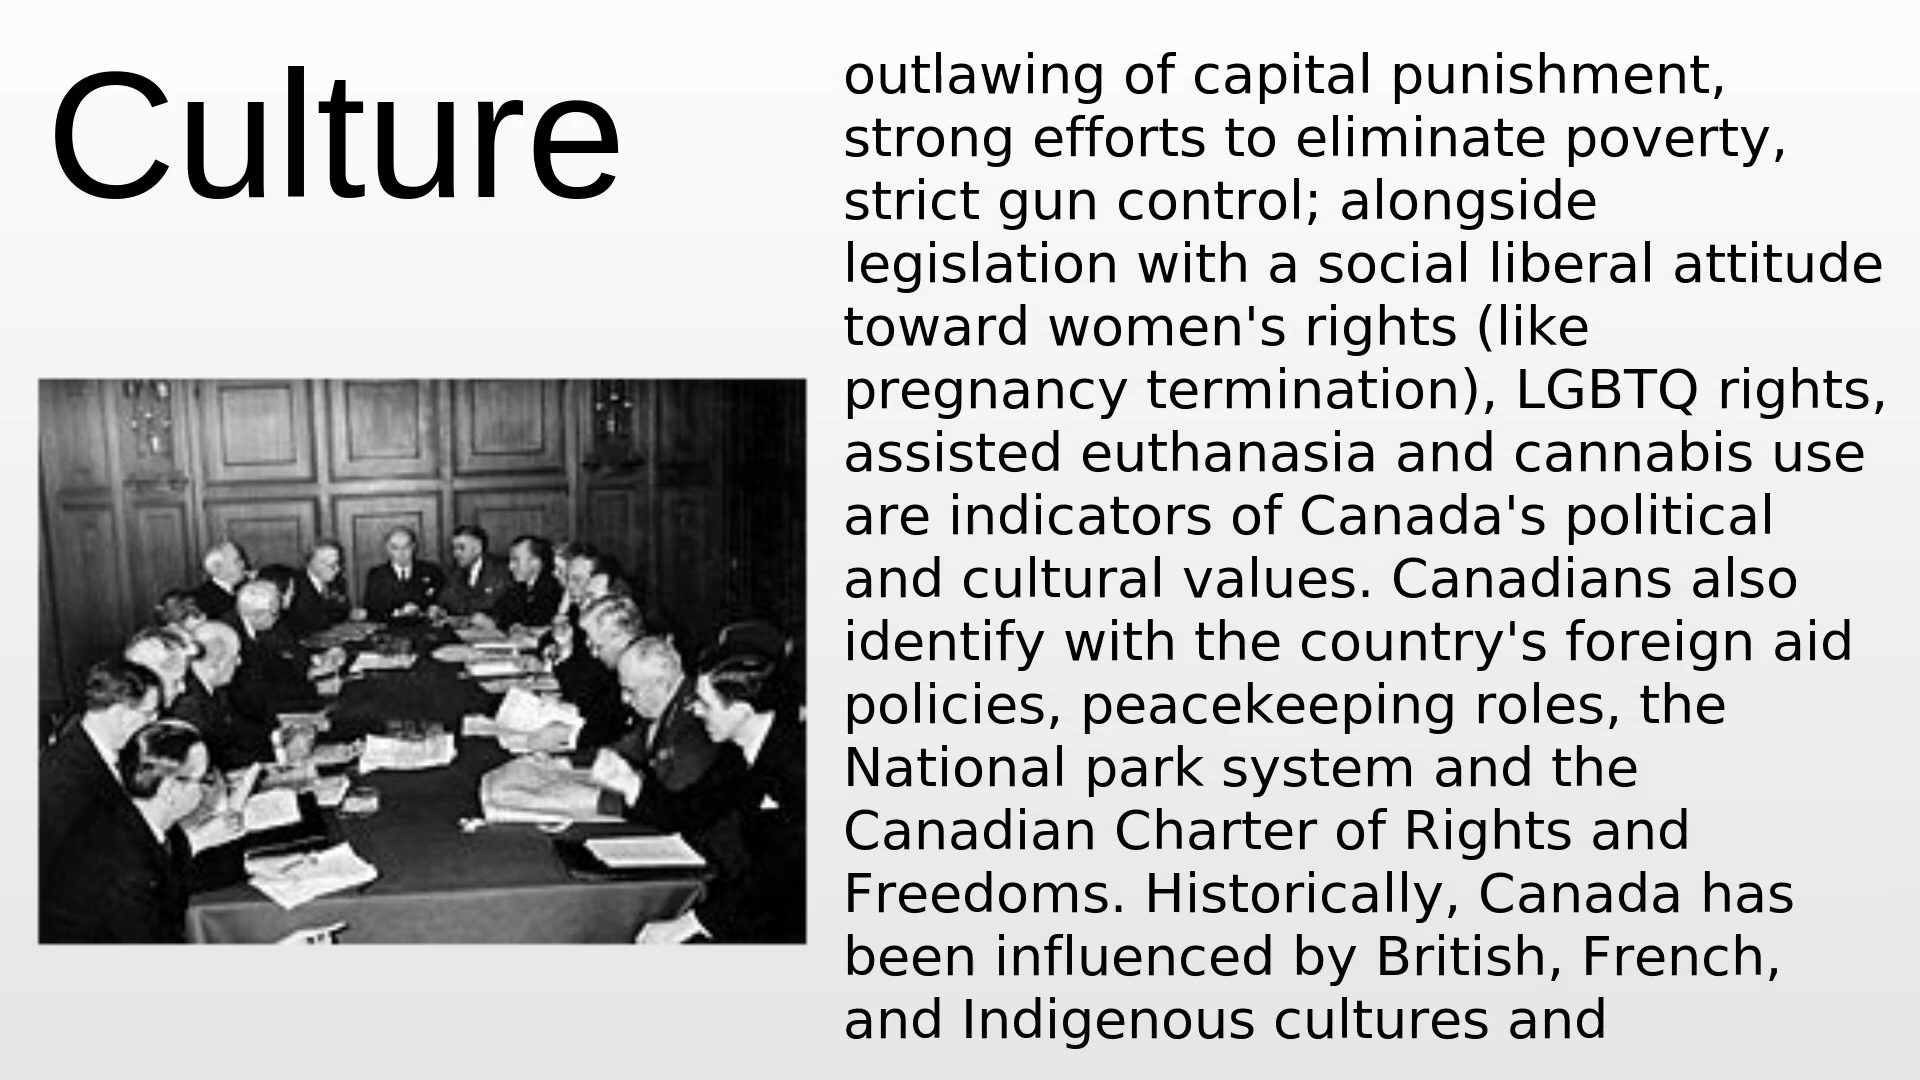 Culture
outlawing of capital punishment,
strong efforts to eliminate poverty,
strict gun control; alongside
legislation with a social liberal attitude
toward women's rights (like
pregnancy termination), LGBTQ rights,
assisted euthanasia and cannabis use
are indicators of Canada's political
and cultural values. Canadians also
identify with the country's foreign aid
policies, peacekeeping roles, the
National park system and the
Canadian Charter of Rights and
Freedoms. Historically, Canada has
been influenced by British, French,
and Indigenous cultures and